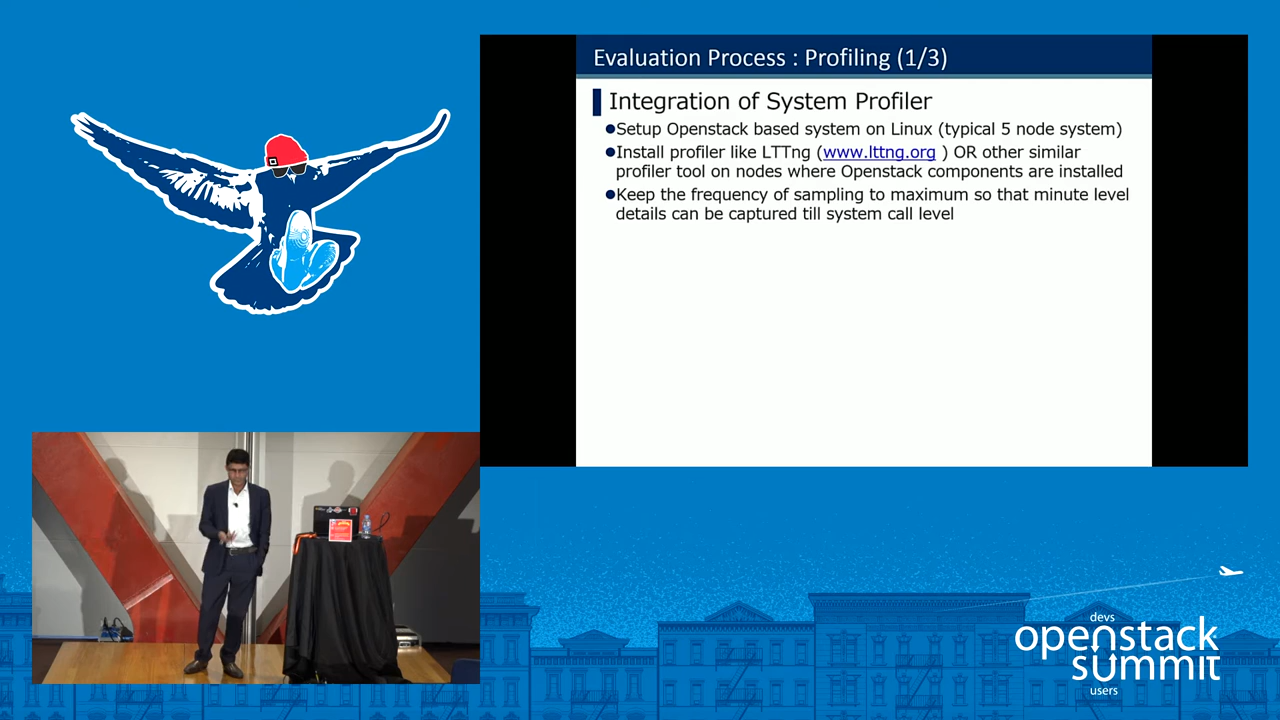 Evaluation Process : Profiling (1/3)
Integration of System Profiler
●Setup Openstack based system on Linux (typical 5 node system)
●Install profiler like LTTng (www.lttng.org ) OR other similar
profiler tool on nodes where Openstack components are installed
●Keep the frequency of sampling to maximum so that minute level
details can be captured till system call level
devs
openstack
summit
users